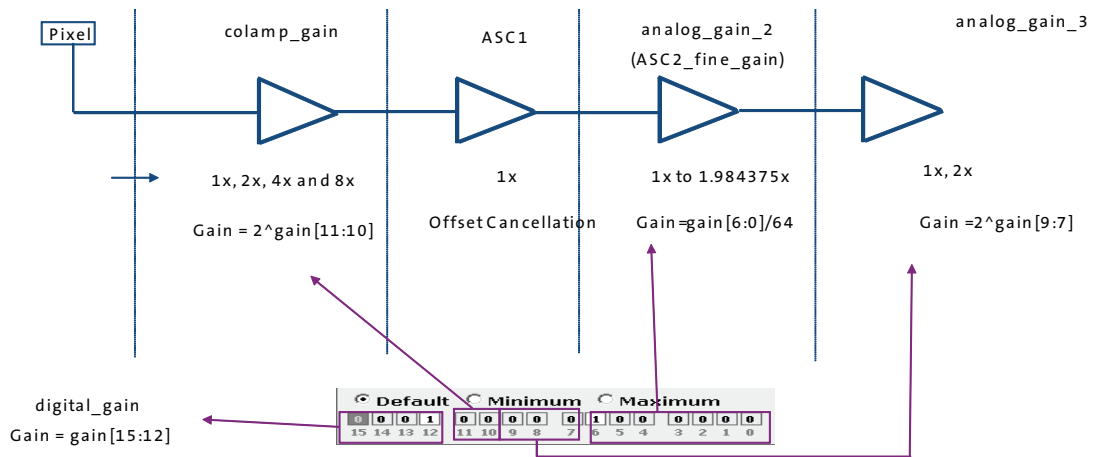 Pixel
colamp_gain
ASC1
analog_gain_2
(ASC2_fine_gain)
analog_gain_3
1x, 2x, 4x and 8x
1x
1x to 1.984375x
1x, 2x
Gain = 2^gain[11:10]
Offset Cancellation
Gain =gain[6:0]/64
Gain =2^gain[9:7]
digital_gain
Gain = gain[15:12]
Default Minimum Maximum
0 0 0 1 0 0 0 0 0 1 0 0 0 0 0 0
15 14 13 12 11 10 9 8 7 6 5 4 3 2 1 0